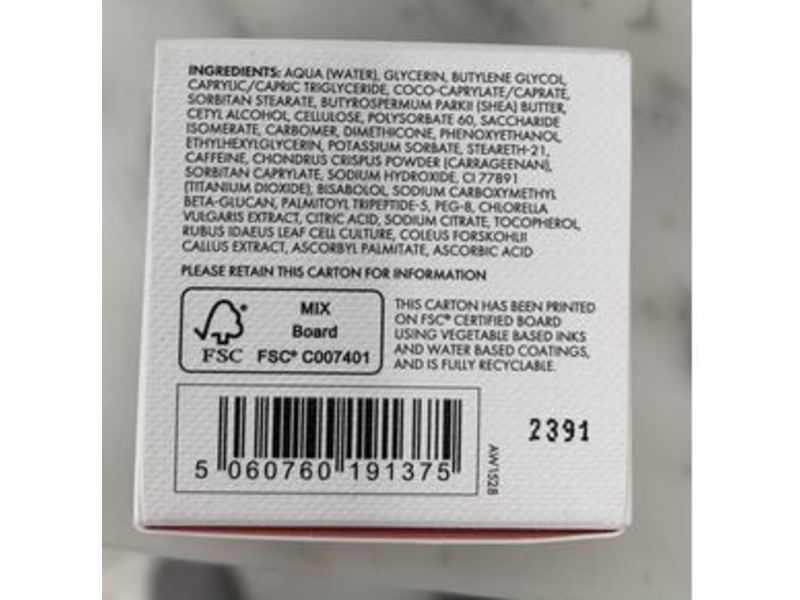 INGREDIENTS: AQUA (WATER), GLYCERIN, BUTYLENE GLYCOL,
CAPRYLIC/CAPRIC TRIGLYCERIDE, COCO-CAPRYLATE/CAPRATE,
SORBITAN STEARATE, BUTYROSPERMUM PARKII (SHEA) BUTTER,
CETYL ALCOHOL, CELLULOSE, POLYSORBATE 60, SACCHARIDE
ISOMERATE, CARBOMER, DIMETHICONE, PHENOXYETHANOL,
ETHYLHEXYLGLYCERIN, POTASSIUM SORBATE, STEARETH-21,
CAFFEINE, CHONDRUS CRISPUS POWDER (CARRAGEENAN),
SORBITAN CAPRYLATE, SODIUM HYDROXIDE, CI 77891
(TITANIUM DIOXIDE), BISABOLOL, SODIUM CARBOXYMETHYL
BETA-GLUCAN, PALMITOYL TRIPEPTIDE-5, PEG-8, CHLORELLA
VULGARIS EXTRACT, CITRIC ACID, SODIUM CITRATE, TOCOPHEROL,
RUBUS IDAEUS LEAF CELL CULTURE, COLEUS FORSKOHLII
CALLUS EXTRACT, ASCORBYL PALMITATE, ASCORBIC ACID
PLEASE RETAIN THIS CARTON FOR INFORMATION
FSC
MIX
Board
FSC® C007401
THIS CARTON HAS BEEN PRINTED
ON FSC® CERTIFIED BOARD
USING VEGETABLE BASED INKS
AND WATER BASED COATINGS,
AND IS FULLY RECYCLABLE.
5 060760 191375
AW1528
2391